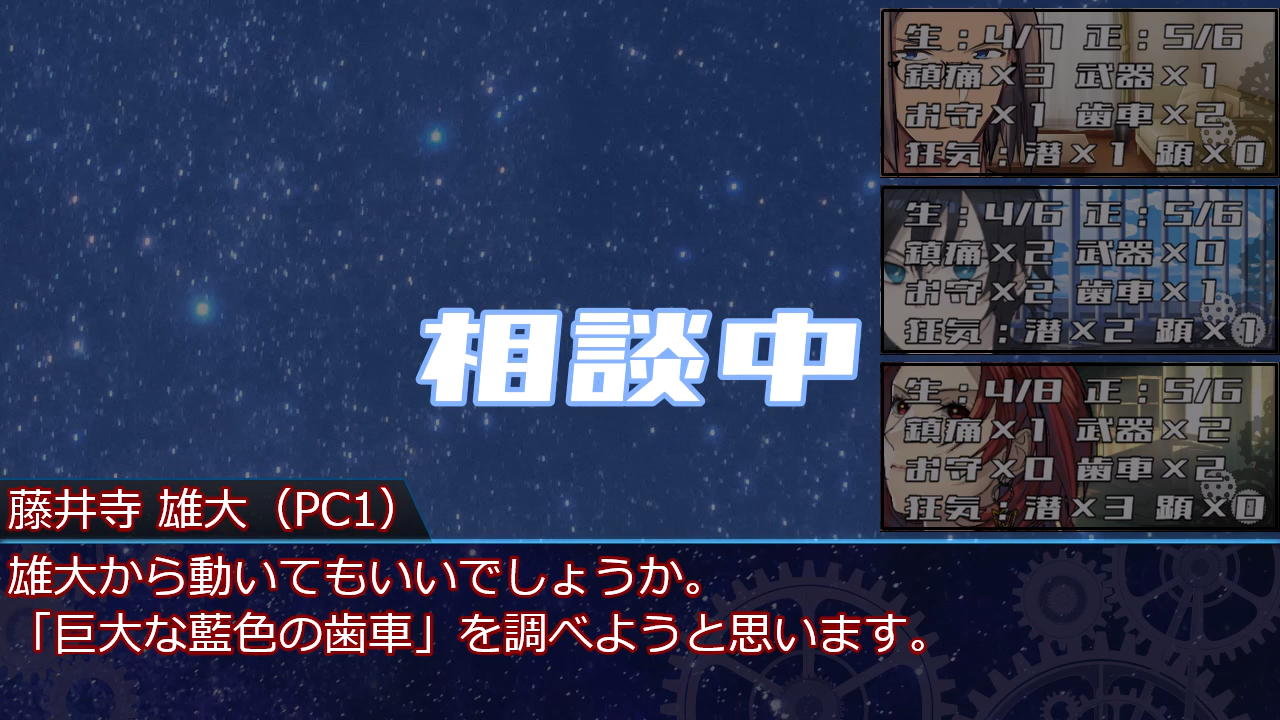 生：4/7 正：5/6
鎮痛×3 武器×1
お守×1 歯車×2
狂気：潜×1 顕×0
生：4/6 正：5/6
鎮痛×2 武器×0
お守×2 歯車×1
狂気：潜×2 顕×1
生：4/8 正：5/6
鎮痛×1 武器×2
お守×0 歯車×2
狂気：潜×3 顕×0
相談中
藤井寺 雄大（PC1）
雄大から動いてもいいでしょうか。
「巨大な藍色の歯車」を調べようと思います。